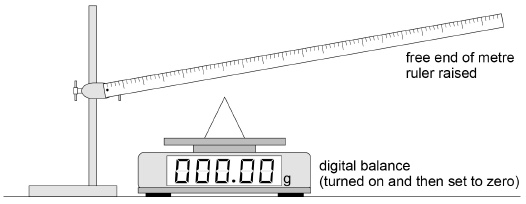 free end of metre
ruler raised
000.00 g
digital balance
(turned on and then set to zero)